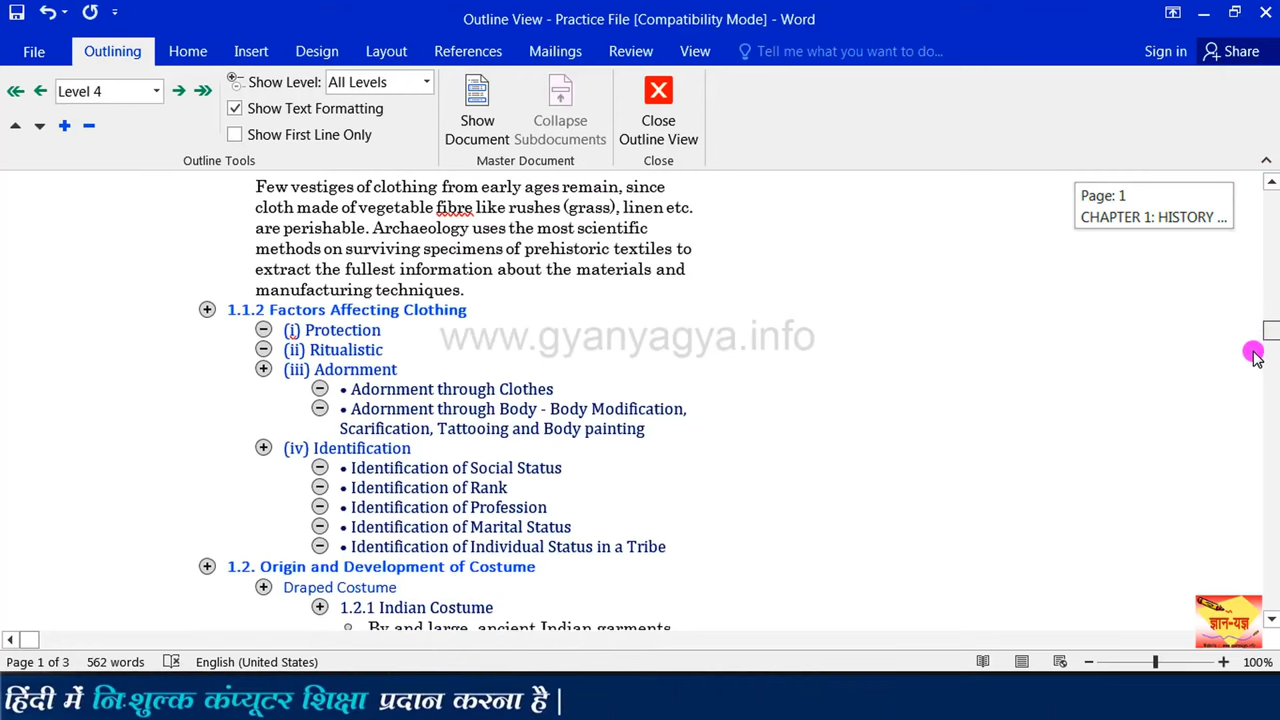 Outline View - Practice File [Compatibility Mode] - Word
File Outlining Home Insert Design Layout References Mailings Review View Tell me what you want to do... Sign in Share
Level 4
Show Level: All Levels
Show Text Formatting
Show First Line Only
Outline Tools
Show Document
Collapse Subdocuments
Master Document
Close Outline View
Close
Few vestiges of clothing from early ages remain, since
cloth made of vegetable fibre like rushes (grass), linen etc.
are perishable. Archaeology uses the most scientific
methods on surviving specimens of prehistoric textiles to
extract the fullest information about the materials and
manufacturing techniques.
Page: 1
CHAPTER 1: HISTORY ...
1.1.2 Factors Affecting Clothing
(i) Protection
www.gyanyagya.info
(ii) Ritualistic
(iii) Adornment
• Adornment through Clothes
• Adornment through Body - Body Modification,
Scarification, Tattooing and Body painting
(iv) Identification
• Identification of Social Status
• Identification of Rank
• Identification of Profession
• Identification of Marital Status
• Identification of Individual Status in a Tribe
1.2. Origin and Development of Costume
Draped Costume
1.2.1 Indian Costume
By and large, ancient Indian garments
ज्ञान-यज्ञ
Page 1 of 3 562 words English (United States) 100%
हिंदी में निःशुल्क कंप्यूटर शिक्षा प्रदान करना है |